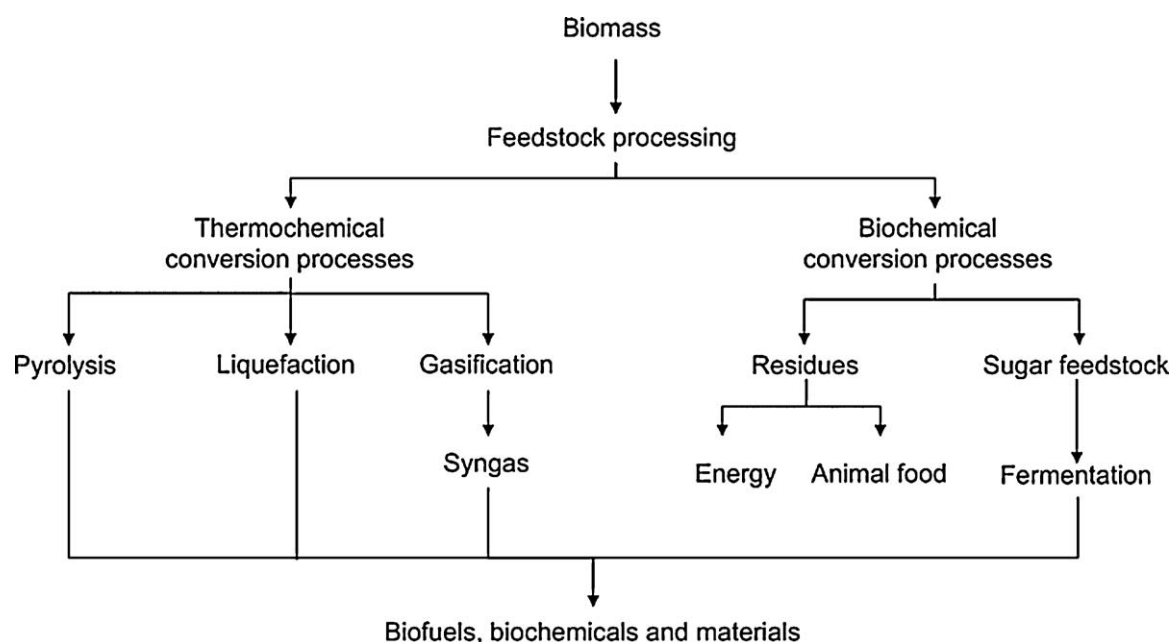 Biomass
Feedstock processing
Thermochemical
conversion processes
Biochemical
conversion processes
Pyrolysis
Liquefaction
Gasification
Residues
Sugar feedstock
Syngas
Energy
Animal food
Fermentation
Biofuels, biochemicals and materials